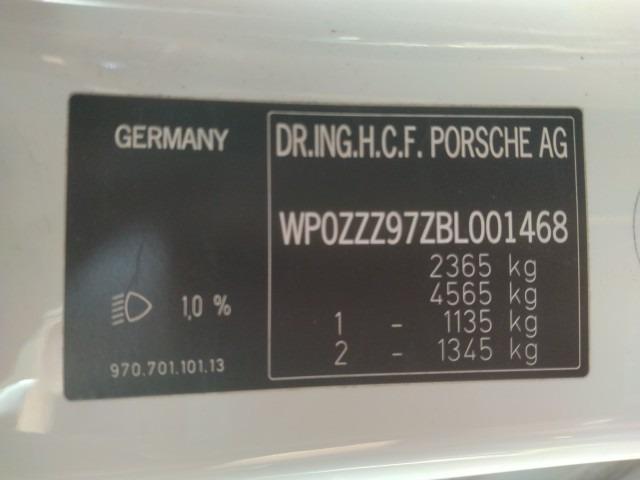 GERMANY
1,0 %
970.701.101.13
DR.ING.H.C.F. PORSCHE AG
WP0ZZZ97ZBL001468
2365 kg
4565 kg
1 - 1135 kg
2 - 1345 kg